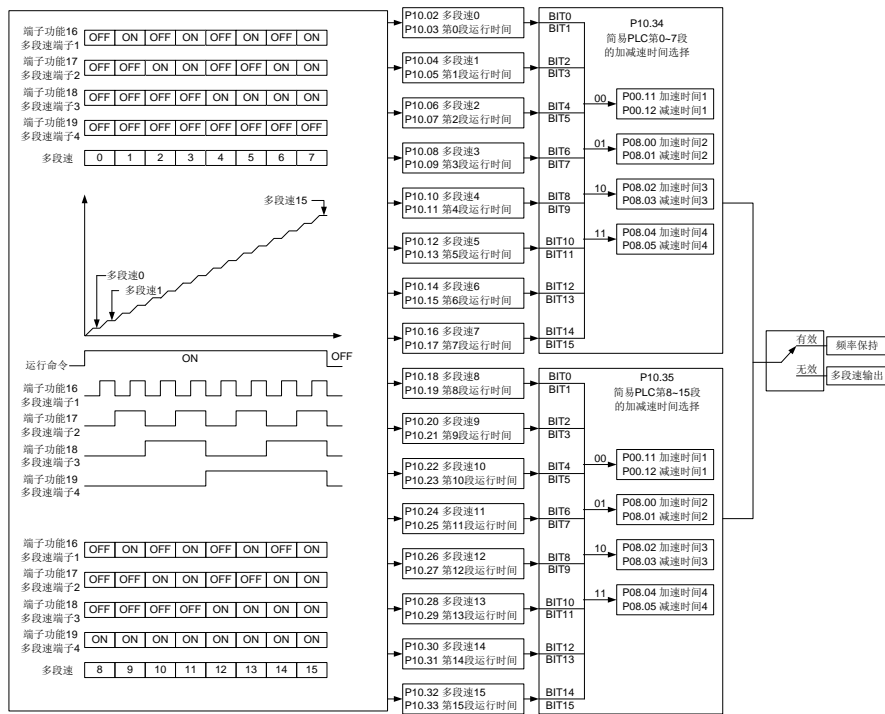 端子功能16
多段速端子1
OFF ON OFF ON OFF ON OFF ON
端子功能17
多段速端子2
OFF OFF ON ON OFF OFF ON ON
端子功能18
多段速端子3
OFF OFF OFF OFF ON ON ON ON
端子功能19
多段速端子4
OFF OFF OFF OFF OFF OFF OFF OFF
多段速 0 1 2 3 4 5 6 7
多段速15
多段速0
多段速1
运行命令 ON OFF
端子功能16
多段速端子1
端子功能17
多段速端子2
端子功能18
多段速端子3
端子功能19
多段速端子4
端子功能16
多段速端子1
OFF ON OFF ON OFF ON OFF ON
端子功能17
多段速端子2
OFF OFF ON ON OFF OFF ON ON
端子功能18
多段速端子3
OFF OFF OFF OFF ON ON ON ON
端子功能19
多段速端子4
ON ON ON ON ON ON ON ON
多段速 8 9 10 11 12 13 14 15
P10.02 多段速0
P10.03 第0段运行时间
P10.04 多段速1
P10.05 第1段运行时间
P10.06 多段速2
P10.07 第2段运行时间
P10.08 多段速3
P10.09 第3段运行时间
P10.10 多段速4
P10.11 第4段运行时间
P10.12 多段速5
P10.13 第5段运行时间
P10.14 多段速6
P10.15 第6段运行时间
P10.16 多段速7
P10.17 第7段运行时间
P10.18 多段速8
P10.19 第8段运行时间
P10.20 多段速9
P10.21 第9段运行时间
P10.22 多段速10
P10.23 第10段运行时间
P10.24 多段速11
P10.25 第11段运行时间
P10.26 多段速12
P10.27 第12段运行时间
P10.28 多段速13
P10.29 第13段运行时间
P10.30 多段速14
P10.31 第14段运行时间
P10.32 多段速15
P10.33 第15段运行时间
BIT0
BIT1
BIT2
BIT3
BIT4
BIT5
BIT6
BIT7
BIT8
BIT9
BIT10
BIT11
BIT12
BIT13
BIT14
BIT15
P10.34
简易PLC第0~7段
的加减速时间选择
00
P00.11 加速时间1
P00.12 减速时间1
01
P08.00 加速时间2
P08.01 减速时间2
10
P08.02 加速时间3
P08.03 减速时间3
11
P08.04 加速时间4
P08.05 减速时间4
BIT0
BIT1
BIT2
BIT3
BIT4
BIT5
BIT6
BIT7
BIT8
BIT9
BIT10
BIT11
BIT12
BIT13
BIT14
BIT15
P10.35
简易PLC第8~15段
的加减速时间选择
00
P00.11 加速时间1
P00.12 减速时间1
01
P08.00 加速时间2
P08.01 减速时间2
10
P08.02 加速时间3
P08.03 减速时间3
11
P08.04 加速时间4
P08.05 减速时间4
有效
频率保持
无效
多段速输出